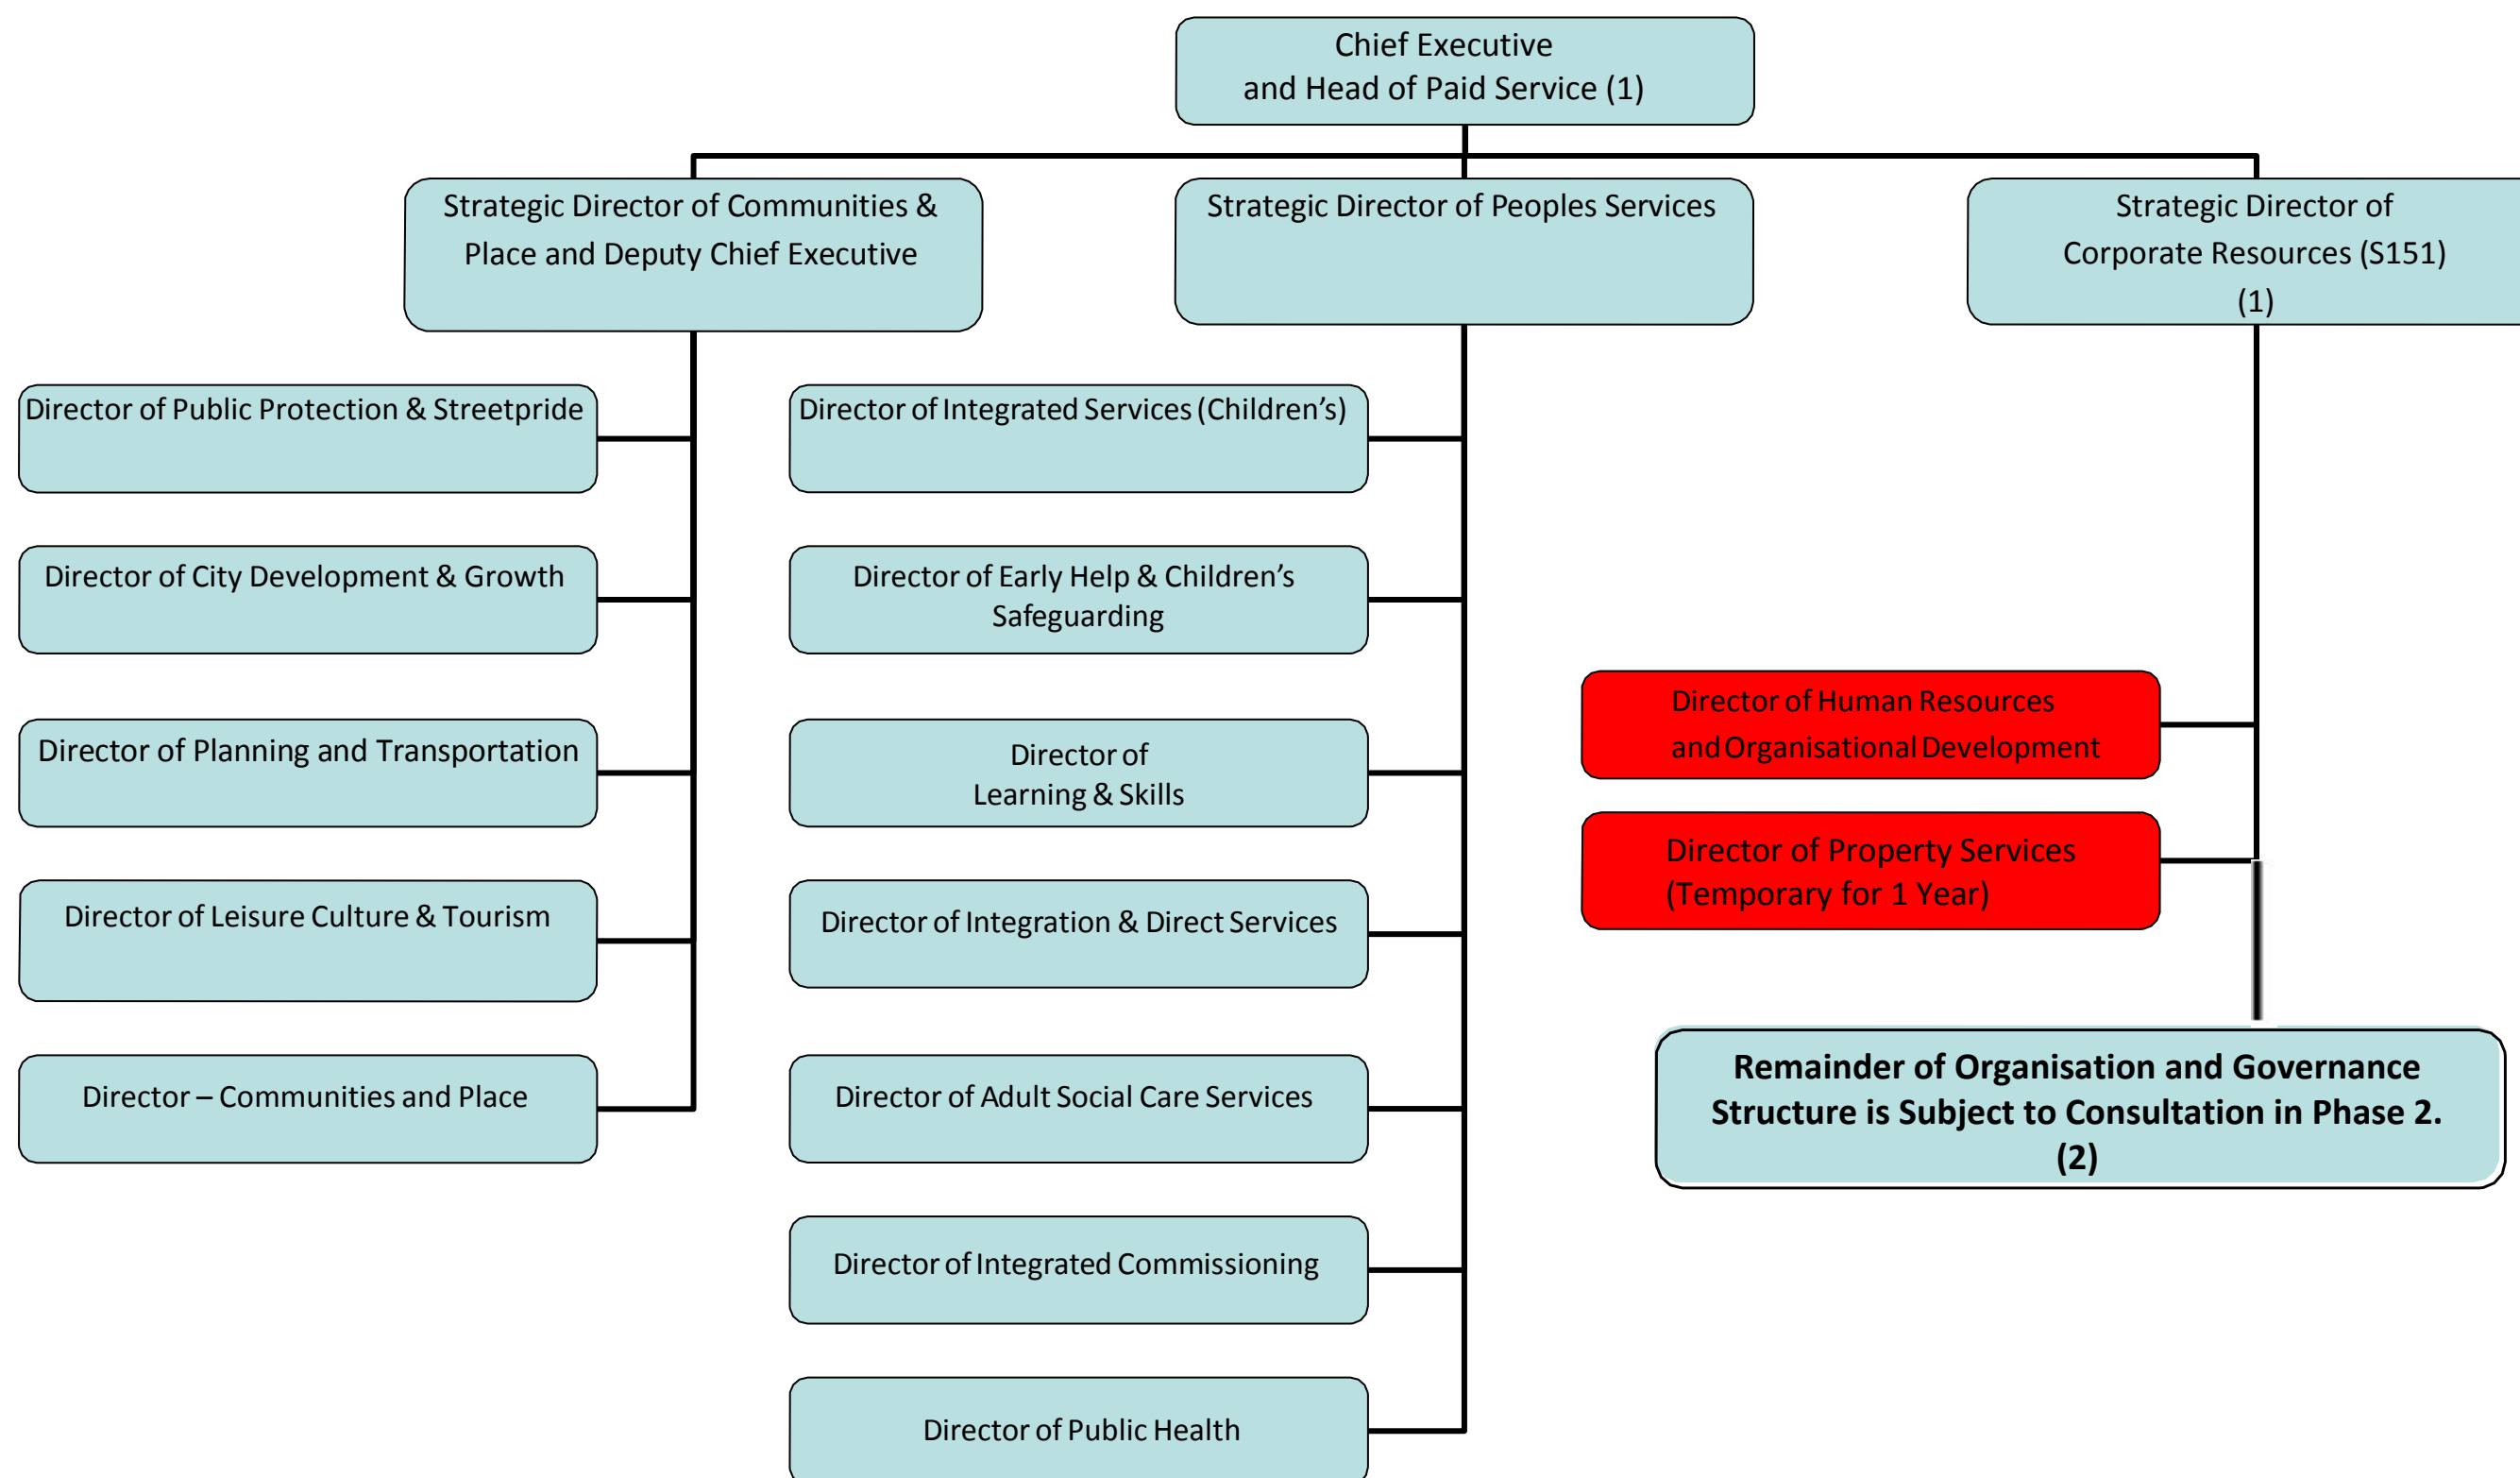 Chief Executive
and Head of Paid Service (1)
Strategic Director of Communities &
Place and Deputy Chief Executive
Strategic Director of Peoples Services
Strategic Director of
Corporate Resources (S151)
(1)
Director of Public Protection & Streetpride
Director of City Development & Growth
Director of Planning and Transportation
Director of Leisure Culture & Tourism
Director – Communities and Place
Director of Integrated Services (Children’s)
Director of Early Help & Children’s
Safeguarding
Director of
Learning & Skills
Director of Integration & Direct Services
Director of Adult Social Care Services
Director of Integrated Commissioning
Director of Public Health
Director of Human Resources
and Organisational Development
Director of Property Services
(Temporary for 1 Year)
Remainder of Organisation and Governance
Structure is Subject to Consultation in Phase 2.
(2)